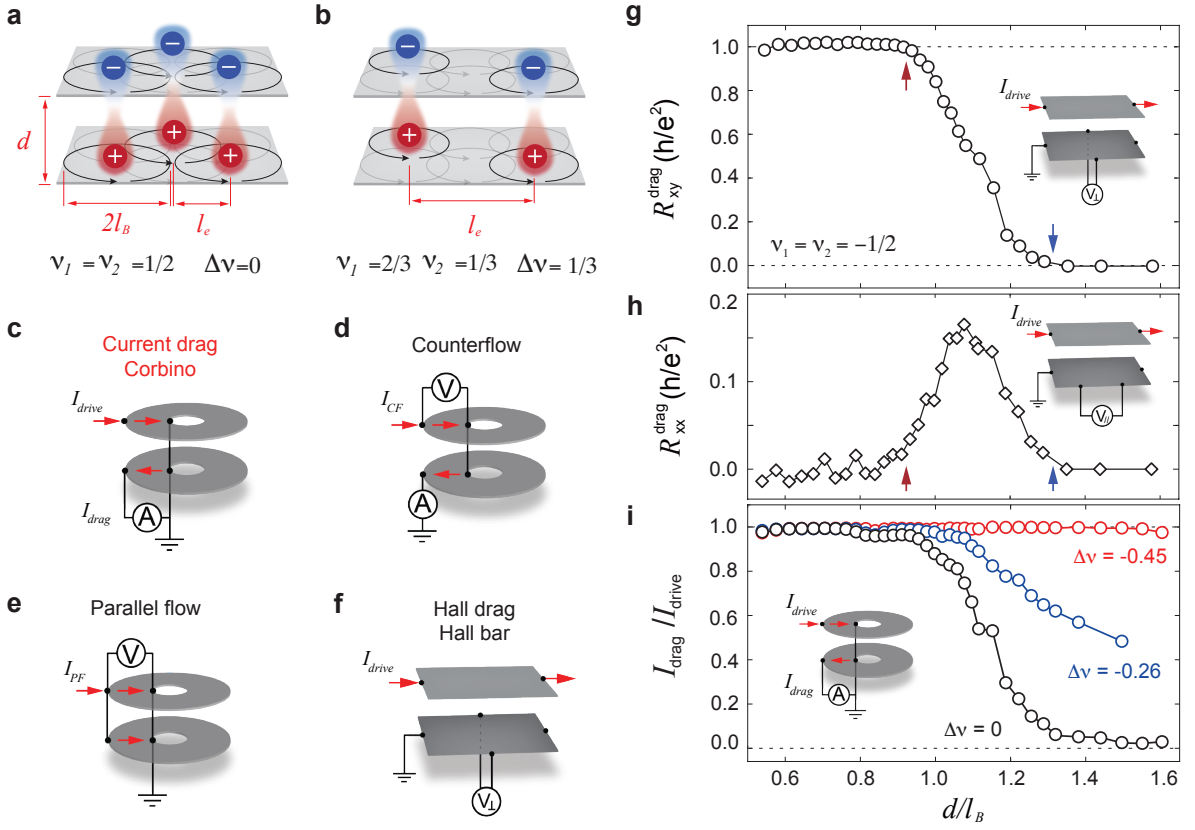 a
− − −
+ + +
d
2l_B l_e
ν_1 = ν_2 = 1/2 Δν=0
b
− −
+ +
l_e
ν_1 = 2/3 ν_2 = 1/3 Δν = 1/3
c
Current drag
Corbino
I_drive
I_drag
A
d
Counterflow
V
I_CF
A
e
Parallel flow
V
I_PF
f
Hall drag
Hall bar
I_drive
V⊥
g
R_xy^drag (h/e²)
1.0
0.8
0.6
0.4
0.2
0.0
I_drive
V⊥
ν_1 = ν_2 = −1/2
h
R_xx^drag (h/e²)
0.2
0.1
0.0
I_drive
V_//
i
I_drag / I_drive
1.0
0.8
0.6
0.4
0.2
0.0
Δν = -0.45
Δν = -0.26
Δν = 0
I_drive
I_drag
A
0.6 0.8 1.0 1.2 1.4 1.6
d/l_B